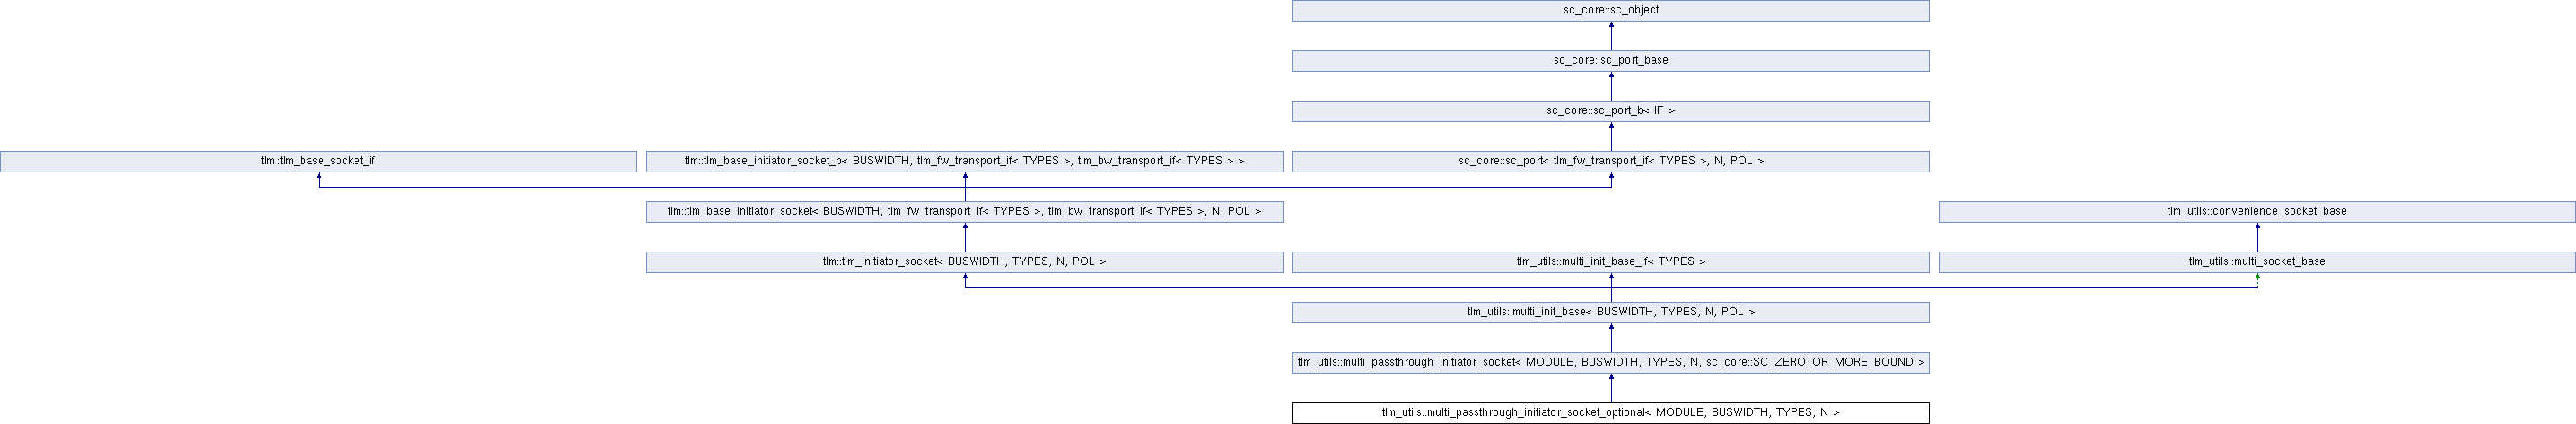 sc_core::sc_object
sc_core::sc_port_base
sc_core::sc_port_b< IF >
tlm::tlm_base_socket_if
tlm::tlm_base_initiator_socket_b< BUSWIDTH, tlm_fw_transport_if< TYPES >, tlm_bw_transport_if< TYPES > >
sc_core::sc_port< tlm_fw_transport_if< TYPES >, N, POL >
tlm::tlm_base_initiator_socket< BUSWIDTH, tlm_fw_transport_if< TYPES >, tlm_bw_transport_if< TYPES >, N, POL >
tlm_utils::convenience_socket_base
tlm::tlm_initiator_socket< BUSWIDTH, TYPES, N, POL >
tlm_utils::multi_init_base_if< TYPES >
tlm_utils::multi_socket_base
tlm_utils::multi_init_base< BUSWIDTH, TYPES, N, POL >
tlm_utils::multi_passthrough_initiator_socket< MODULE, BUSWIDTH, TYPES, N, sc_core::SC_ZERO_OR_MORE_BOUND >
tlm_utils::multi_passthrough_initiator_socket_optional< MODULE, BUSWIDTH, TYPES, N >